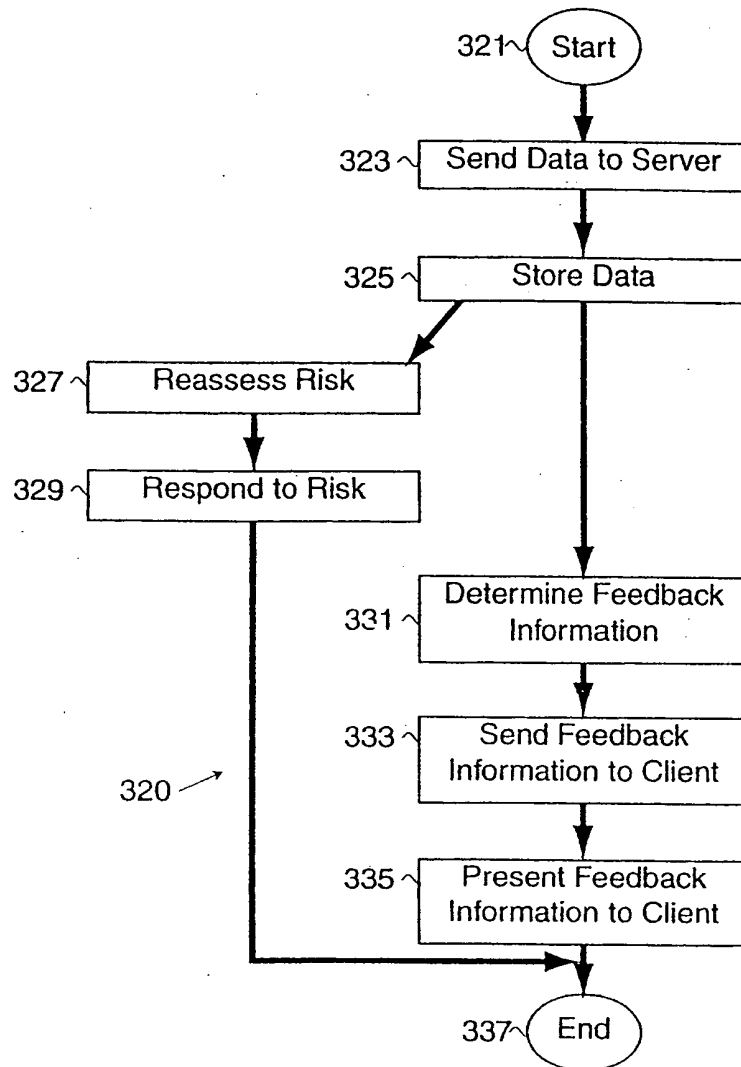 321 Start
323 Send Data to Server
325 Store Data
327 Reassess Risk
329 Respond to Risk
331 Determine Feedback
Information
333 Send Feedback
Information to Client
320
335 Present Feedback
Information to Client
337 End